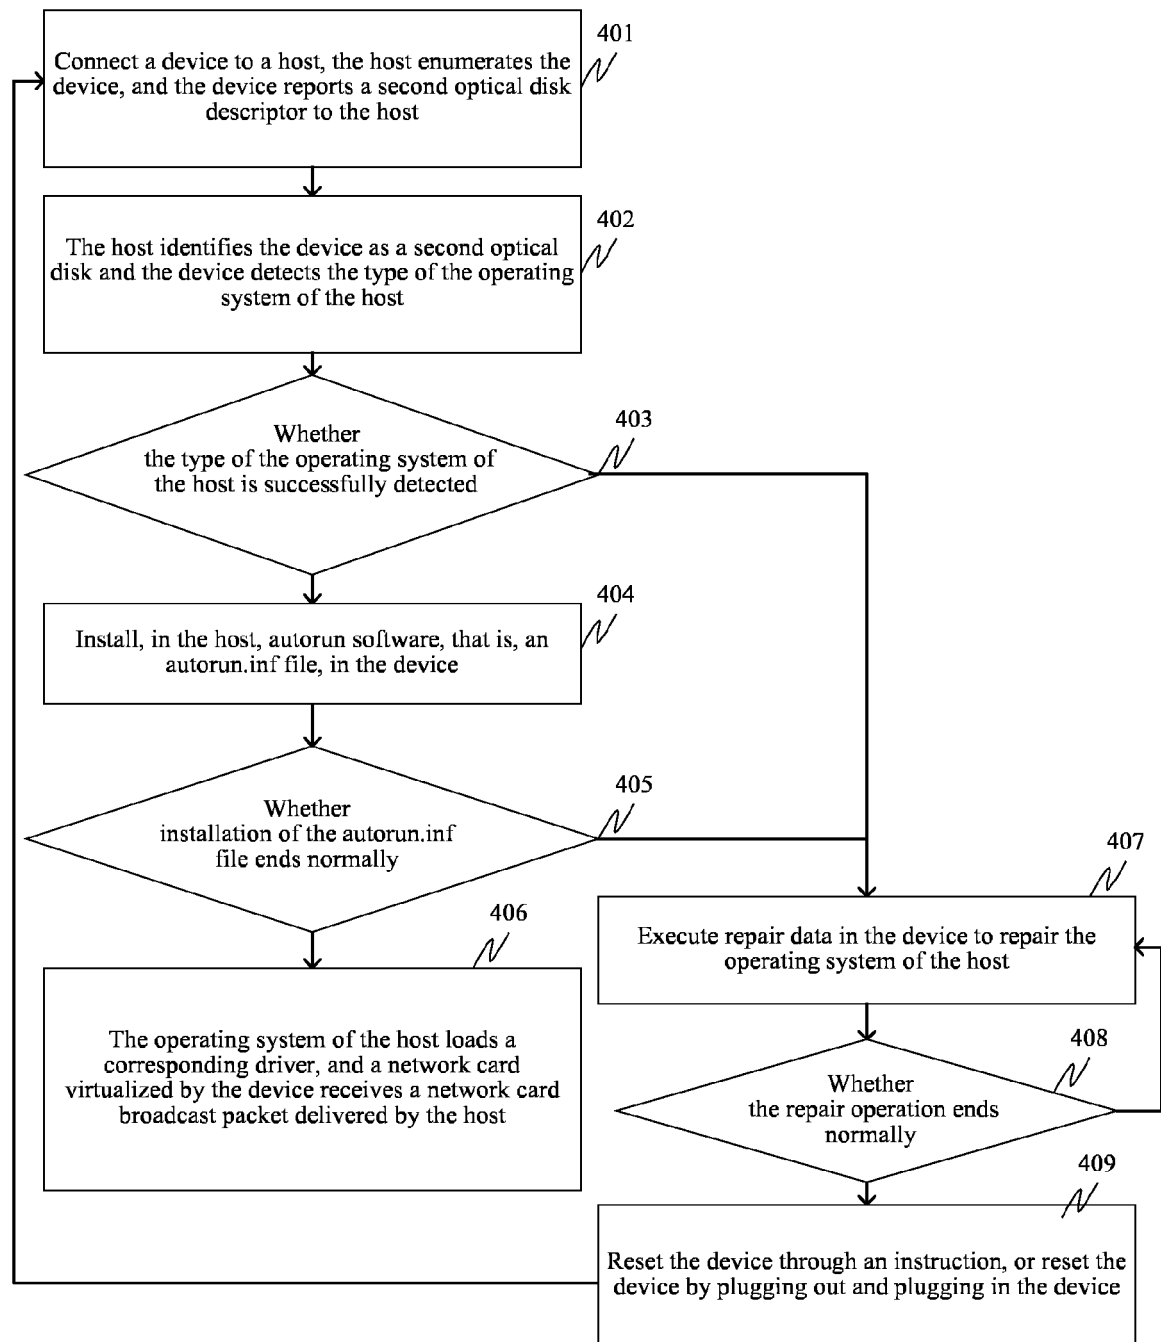 401
Connect a device to a host, the host enumerates the
device, and the device reports a second optical disk
descriptor to the host
402
The host identifies the device as a second optical
disk and the device detects the type of the operating
system of the host
403
Whether
the type of the operating system of
the host is successfully detected
404
Install, in the host, autorun software, that is, an
autorun.inf file, in the device
405
Whether
installation of the autorun.inf
file ends normally
406
The operating system of the host loads a
corresponding driver, and a network card
virtualized by the device receives a network card
broadcast packet delivered by the host
407
Execute repair data in the device to repair the
operating system of the host
408
Whether
the repair operation ends
normally
409
Reset the device through an instruction, or reset the
device by plugging out and plugging in the device